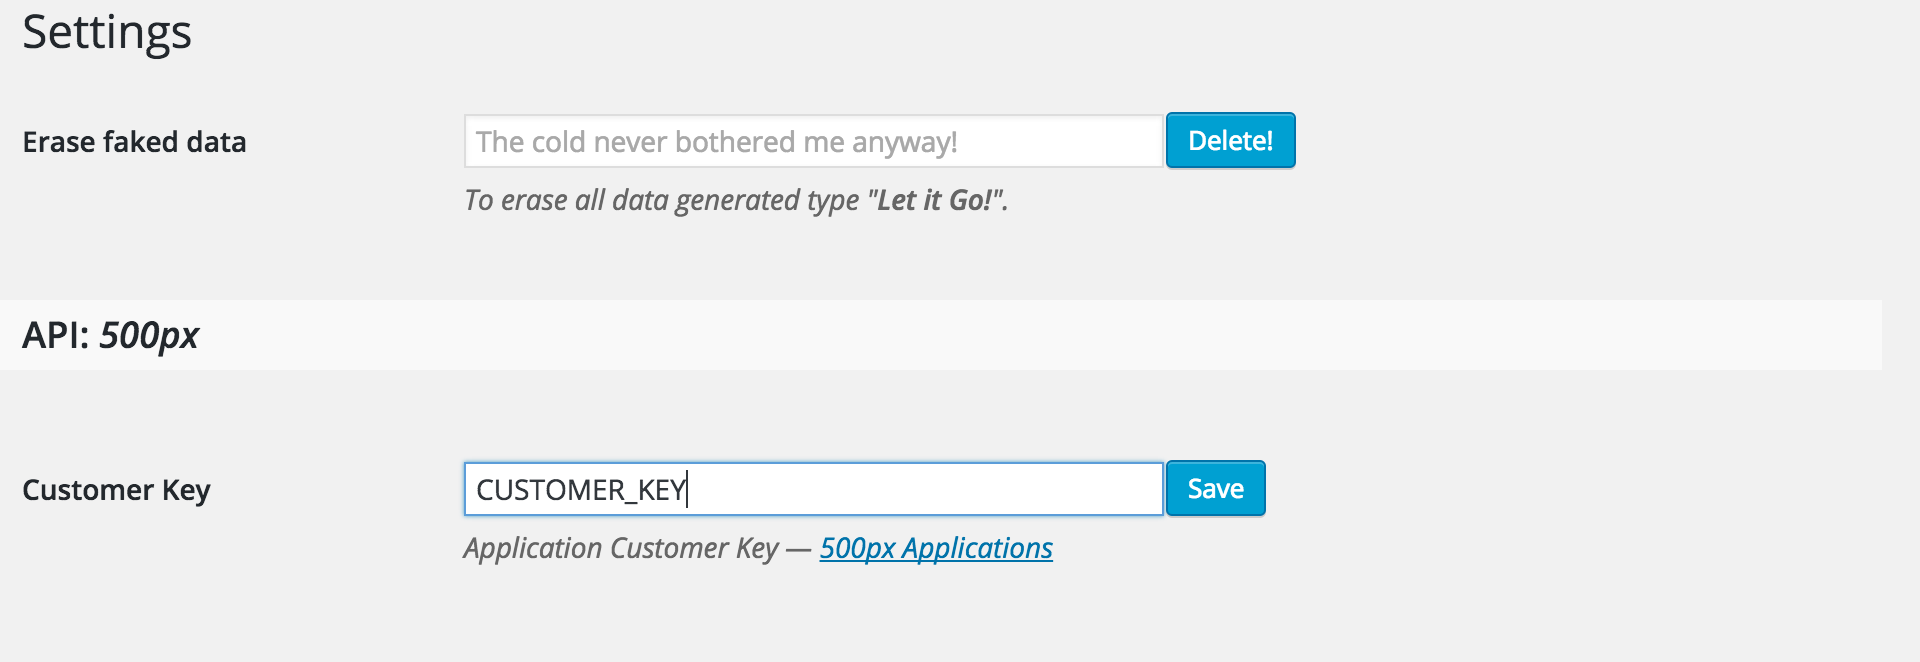 Settings
Erase faked data
The cold never bothered me anyway!
Delete!
To erase all data generated type "Let it Go!".
API: 500px
Customer Key
CUSTOMER_KEY
Save
Application Customer Key — 500px Applications